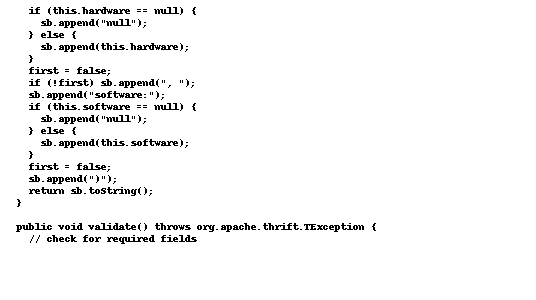 if (this.hardware == null) {
sb.append("null");
} else {
sb.append(this.hardware);
}
first = false;
if (!first) sb.append(", ");
sb.append("software:");
if (this.software == null) {
sb.append("null");
} else {
sb.append(this.software);
}
first = false;
sb.append(")");
return sb.toString();
}
public void validate() throws org.apache.thrift.TException {
// check for required fields